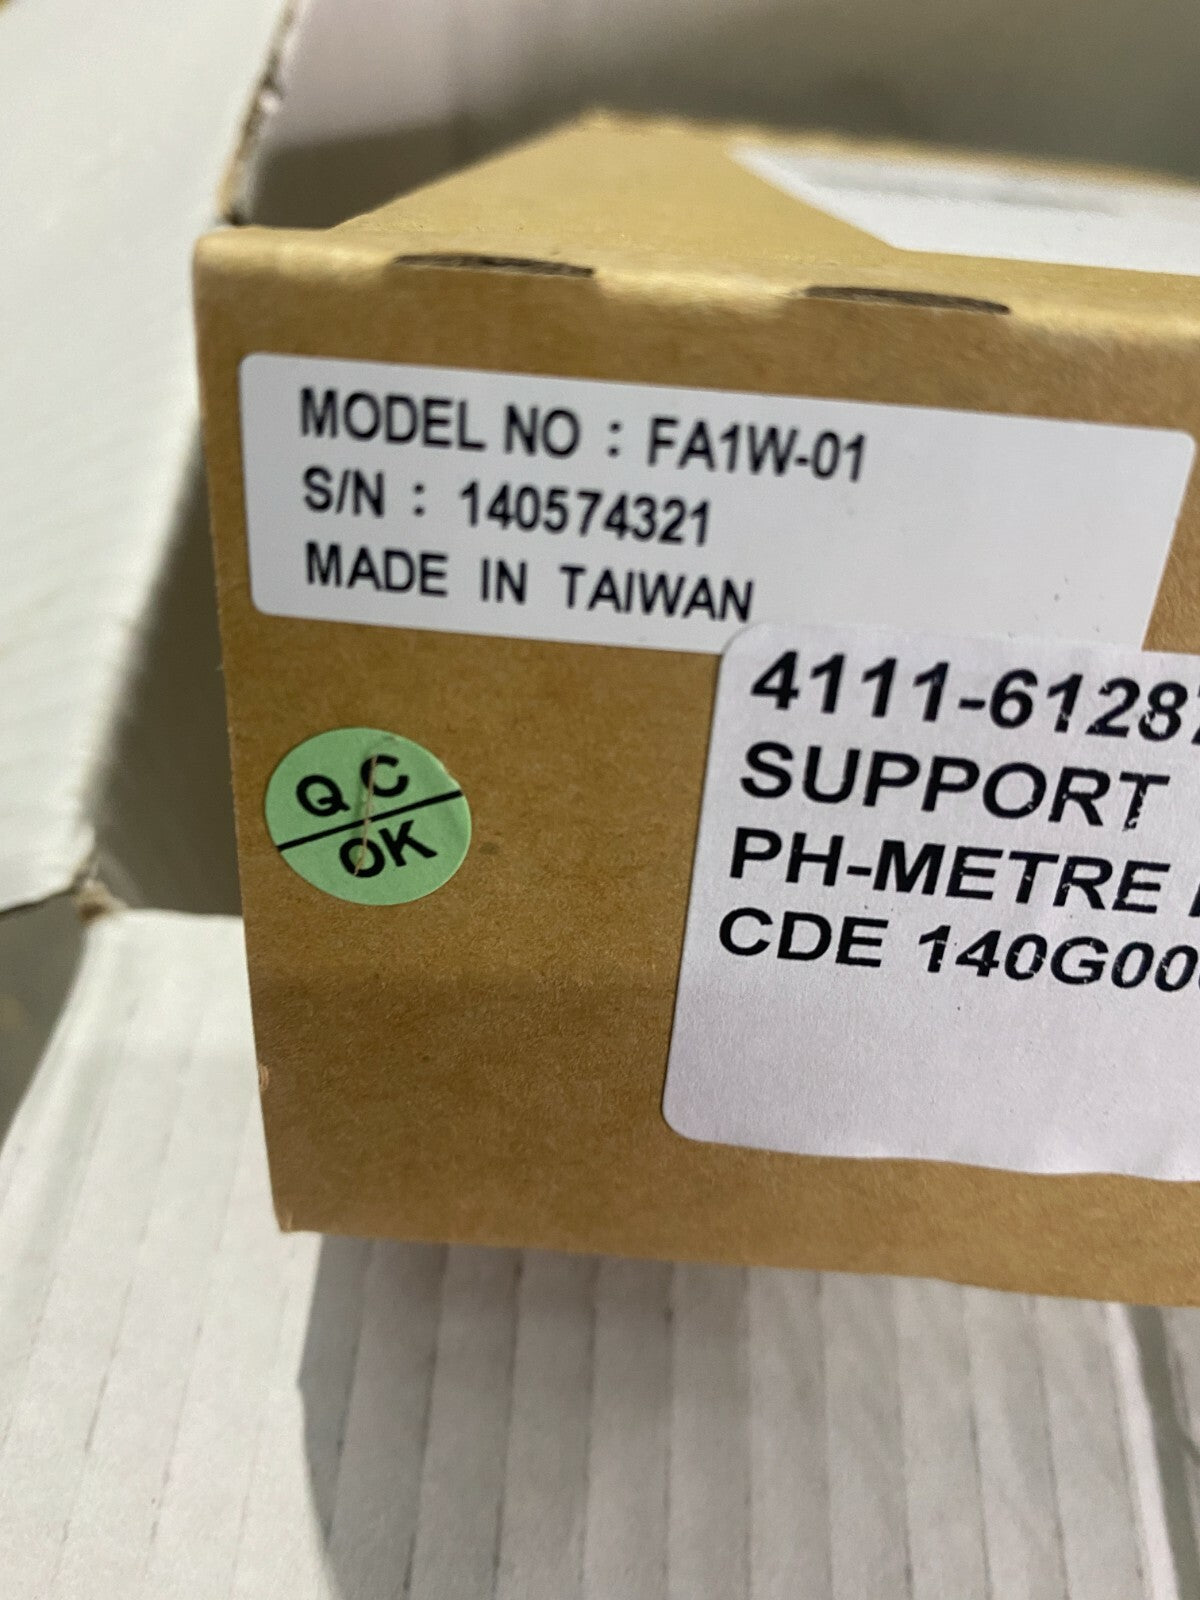 MODEL NO : FA1W-01
S/N : 140574321
MADE IN TAIWAN
QC
OK
4111-6128
SUPPORT
PH-METRE
CDE 140G00